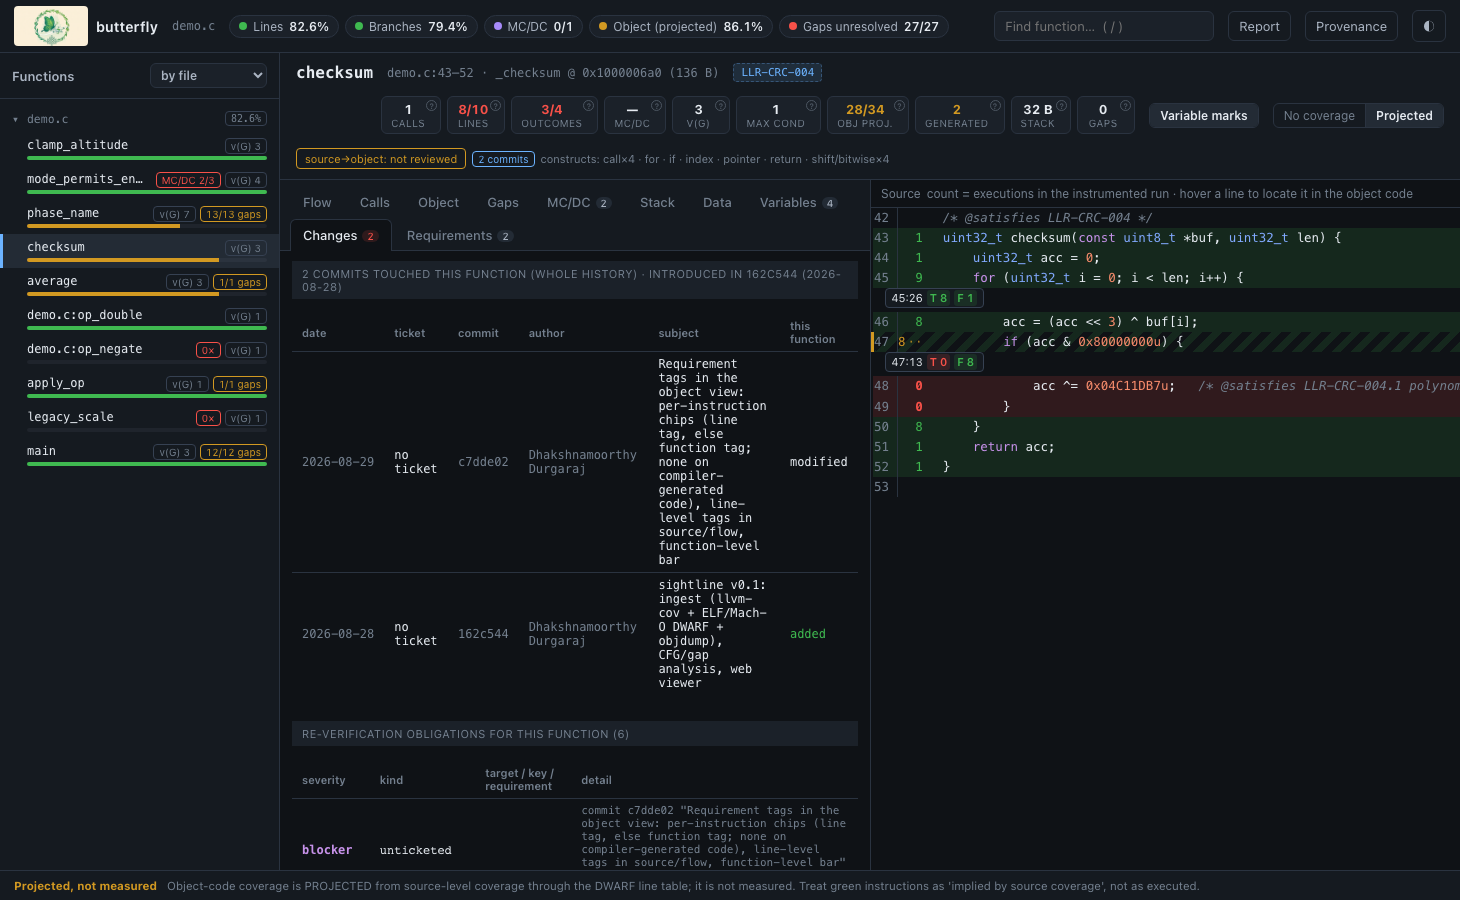 butterfly demo.c Lines 82.6% Branches 79.4% MC/DC 0/1 Object (projected) 86.1% Gaps unresolved 27/27 Find function... ( / ) Report Provenance
Functions by file
demo.c 82.6%
clamp_altitude v(G) 3
mode_permits_en… MC/DC 2/3 v(G) 4
phase_name v(G) 7 13/13 gaps
checksum v(G) 3
average v(G) 3 1/1 gaps
demo.c:op_double v(G) 1
demo.c:op_negate 0× v(G) 1
apply_op v(G) 1 1/1 gaps
legacy_scale 0× v(G) 1
main v(G) 3 12/12 gaps
checksum demo.c:43–52 · _checksum @ 0x1000006a0 (136 B) LLR-CRC-004
1 ? CALLS
8/10 ? LINES
3/4 ? OUTCOMES
— ? MC/DC
3 ? V(G)
1 ? MAX COND
28/34 ? OBJ PROJ.
2 ? GENERATED
32 B ? STACK
0 ? GAPS
Variable marks No coverage Projected
source→object: not reviewed 2 commits constructs: call×4 · for · if · index · pointer · return · shift/bitwise×4
Flow Calls Object Gaps MC/DC 2 Stack Data Variables 4
Changes 2 Requirements 2
2 COMMITS TOUCHED THIS FUNCTION (WHOLE HISTORY) · INTRODUCED IN 162C544 (2026-
08-28)
date ticket commit author subject this
function
2026-08-29 no
ticket c7dde02 Dhakshnamoorthy
Durgaraj
Requirement
tags in the
object view:
per-instruction
chips (line
tag, else
function tag;
none on
compiler-
generated
code), line-
level tags in
source/flow,
function-level
bar
modified
2026-08-28 no
ticket 162c544 Dhakshnamoorthy
Durgaraj
sightline v0.1:
ingest (llvm-
cov + ELF/Mach-
O DWARF +
objdump),
CFG/gap
analysis, web
viewer
added
RE-VERIFICATION OBLIGATIONS FOR THIS FUNCTION (6)
severity kind target / key /
requirement detail
blocker unticketed
commit c7dde02 "Requirement tags in the
object view: per-instruction chips (line
tag, else function tag; none on
compiler-generated code), line-level
tags in source/flow, function-level bar"
Source count = executions in the instrumented run · hover a line to locate it in the object code
42 /* @satisfies LLR-CRC-004 */
43 1 uint32_t checksum(const uint8_t *buf, uint32_t len) {
44 1 uint32_t acc = 0;
45 9 for (uint32_t i = 0; i < len; i++) {
45:26 T 8 F 1
46 8 acc = (acc << 3) ^ buf[i];
47 8·· if (acc & 0x80000000u) {
47:13 T 0 F 8
48 0 acc ^= 0x04C11DB7u; /* @satisfies LLR-CRC-004.1 polynom
49 0 }
50 8 }
51 1 return acc;
52 1 }
53
Projected, not measured Object-code coverage is PROJECTED from source-level coverage through the DWARF line table; it is not measured. Treat green instructions as 'implied by source coverage', not as executed.